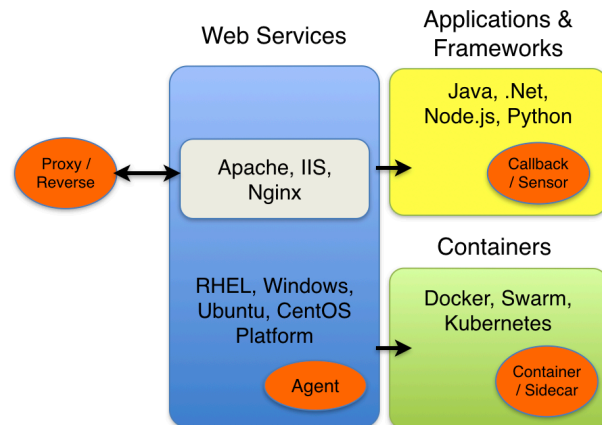 Web Services
Applications &
Frameworks
Proxy /
Reverse
Apache, IIS,
Nginx
Java, .Net,
Node.js, Python
Callback
/ Sensor
RHEL, Windows,
Ubuntu, CentOS
Platform
Agent
Containers
Docker, Swarm,
Kubernetes
Container
/ Sidecar